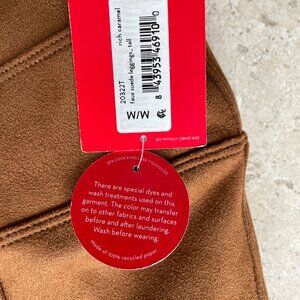 rich caramel
8 43953 46910 0
20322T
faux suede leggings, tall
M/M
There are special dyes and
wash treatments used on this
garment. The color may transfer
on to other fabrics and surfaces
before and after laundering.
Wash before wearing.
Made of 100% recycled paper